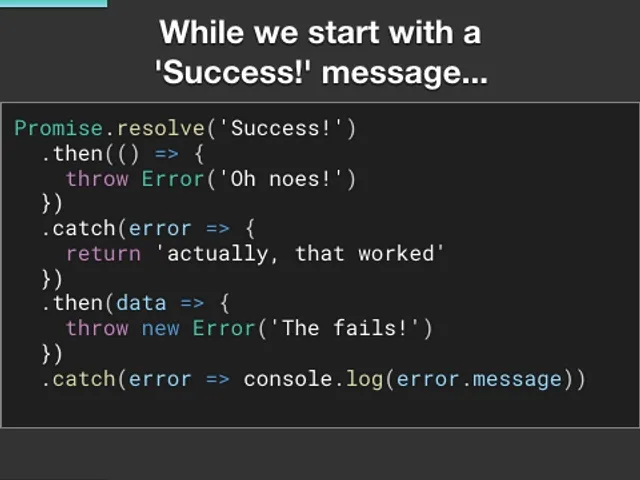 While we start with a
'Success!' message...
Promise.resolve('Success!')
  .then(() => {
    throw Error('Oh noes!')
  })
  .catch(error => {
    return 'actually, that worked'
  })
  .then(data => {
    throw new Error('The fails!')
  })
  .catch(error => console.log(error.message))